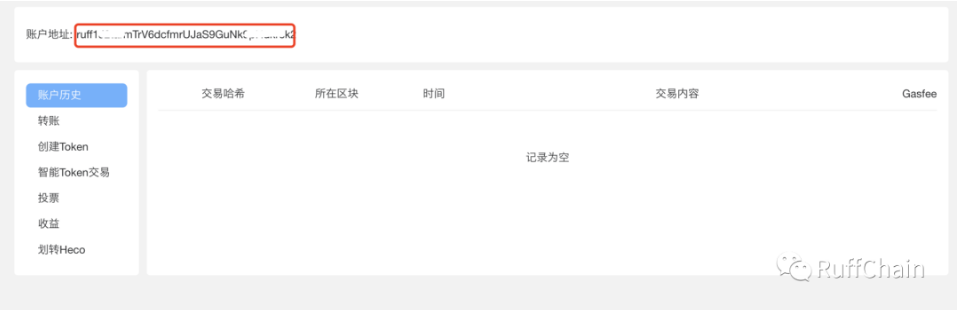 账户地址:
账户历史
转账
创建Token
智能Token交易
投票
收益
划转Heco
交易哈希 所在区块 时间 交易内容 Gasfee
记录为空
RuffChain